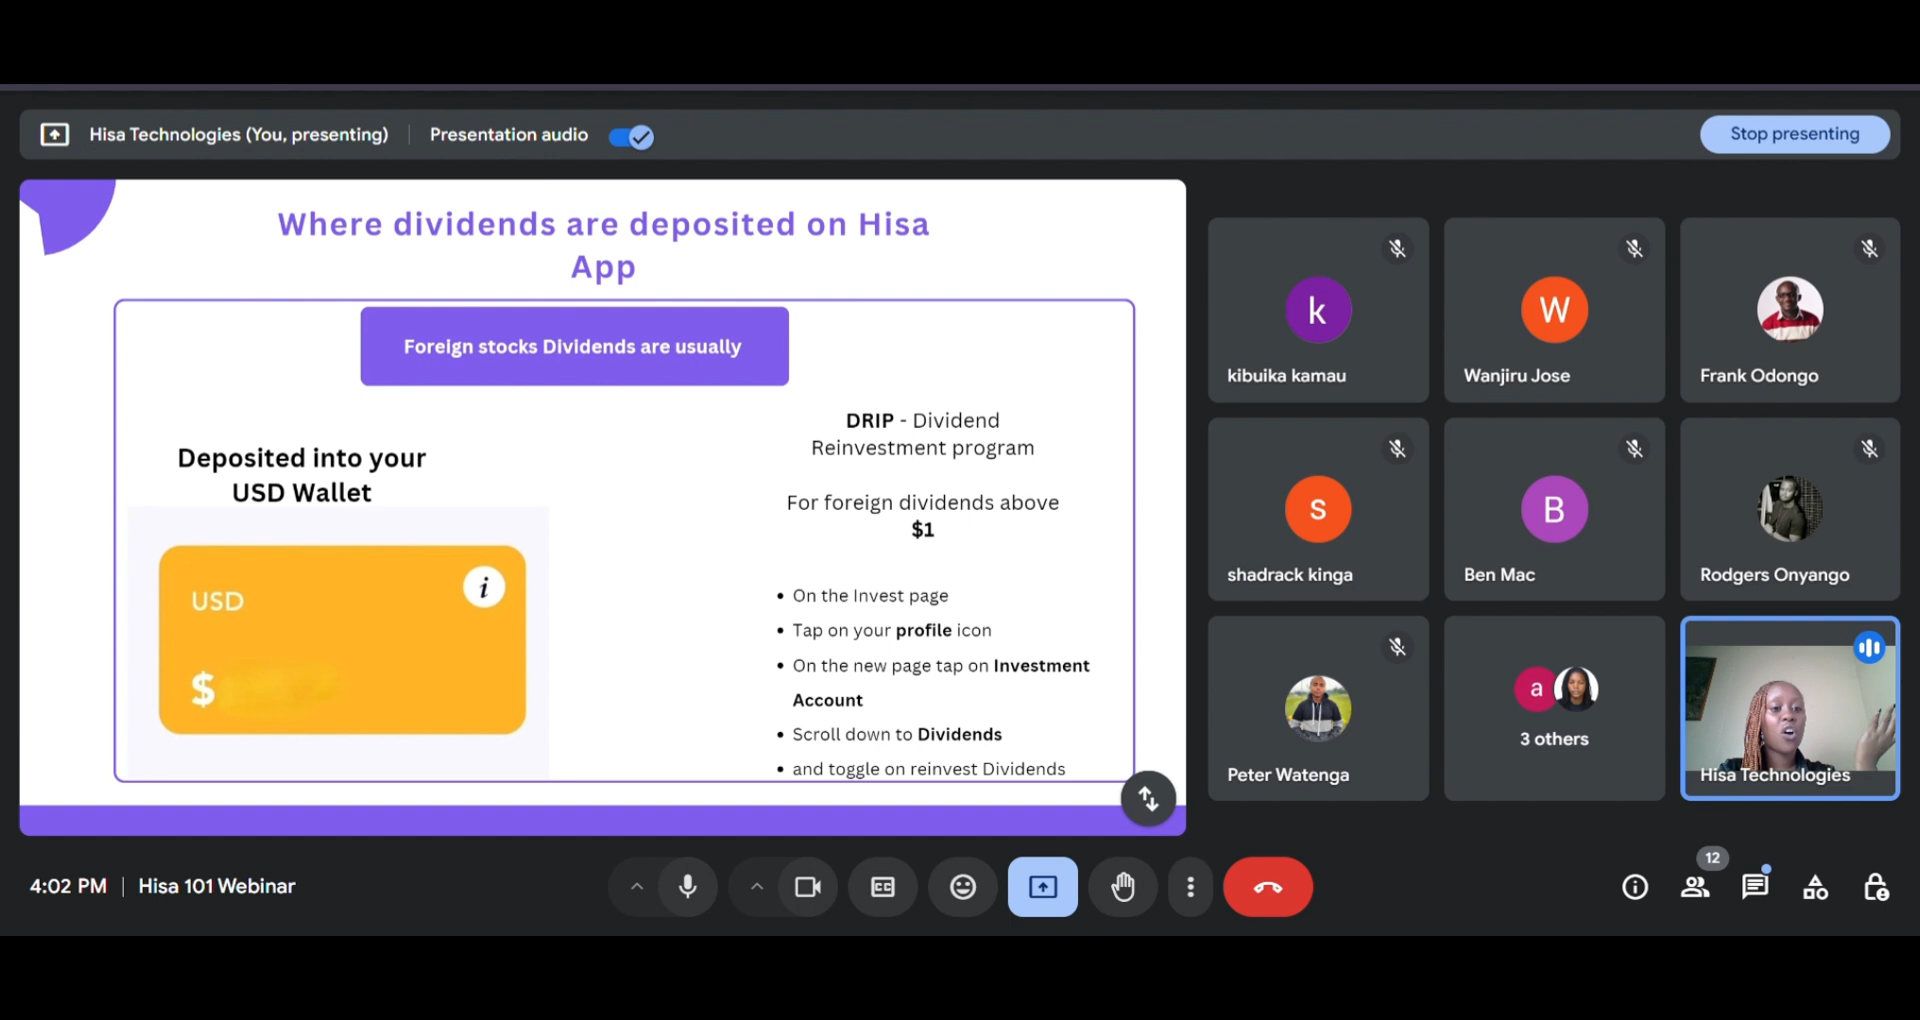 Hisa Technologies (You, presenting)
Presentation audio
Stop presenting
Where dividends are deposited on Hisa
App
Foreign stocks Dividends are usually
Deposited into your
USD Wallet
USD
i
$
DRIP - Dividend
Reinvestment program
For foreign dividends above
$1
• On the Invest page
• Tap on your profile icon
• On the new page tap on Investment
Account
• Scroll down to Dividends
• and toggle on reinvest Dividends
k
kibuika kamau
W
Wanjiru Jose
Frank Odongo
s
shadrack kinga
B
Ben Mac
Rodgers Onyango
Peter Watenga
a
3 others
Hisa Technologies
4:02 PM | Hisa 101 Webinar
CC
12